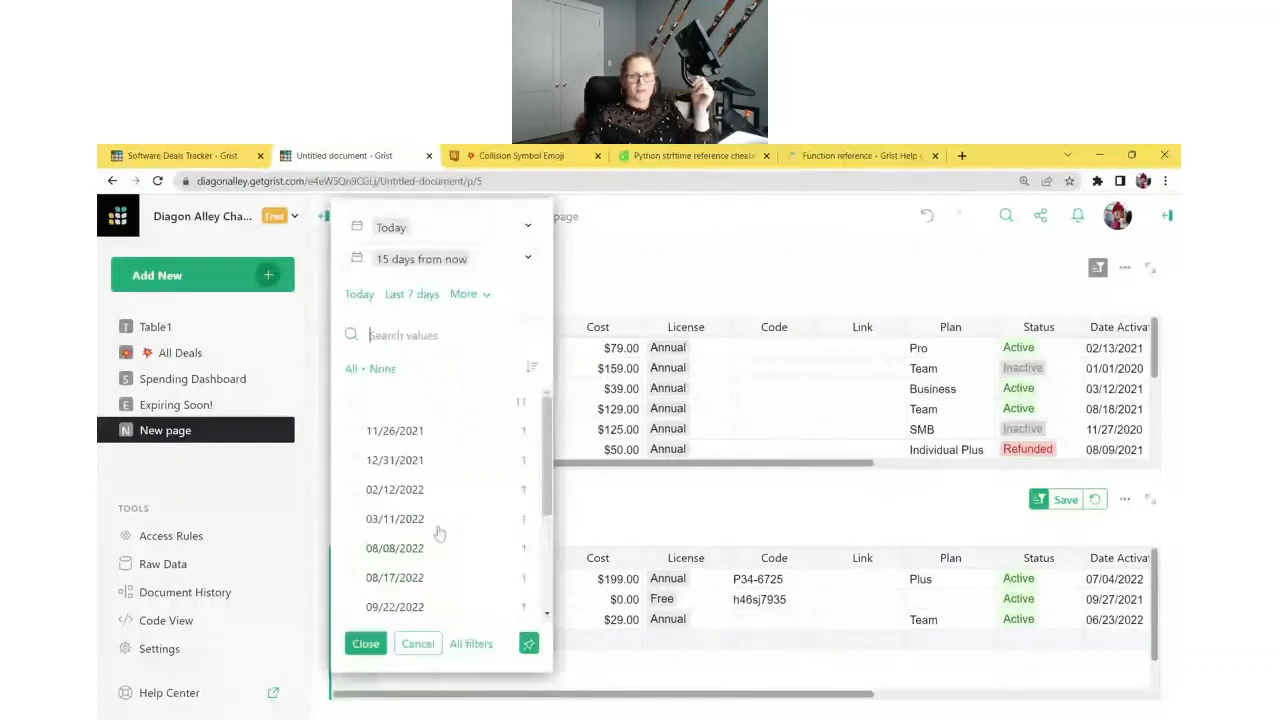 Software Deals Tracker - Grist
Untitled document - Grist
Collision Symbol Emoji
Python strftime reference cheat
Function reference - Grist Help
diagonalley.getgrist.com/e4eW5Qn9CGLj/Untitled-document/p/5
Diagon Alley Cha...
Free
page
Add New
Table1
All Deals
Spending Dashboard
Expiring Soon!
New page
TOOLS
Access Rules
Raw Data
Document History
Code View
Settings
Help Center
Today
15 days from now
Today Last 7 days More
Search values
All • None
11
11/26/2021 1
12/31/2021 1
02/12/2022 1
03/11/2022 1
08/08/2022 1
08/17/2022 1
09/22/2022 1
Close Cancel All filters
Cost License Code Link Plan Status Date Activat
$79.00 Annual Pro Active 02/13/2021
$159.00 Annual Team Inactive 01/01/2020
$39.00 Annual Business Active 03/12/2021
$129.00 Annual Team Active 08/18/2021
$125.00 Annual SMB Inactive 11/27/2020
$50.00 Annual Individual Plus Refunded 08/09/2021
Save
Cost License Code Link Plan Status Date Activat
$199.00 Annual P34-6725 Plus Active 07/04/2022
$0.00 Free h46sj7935 Active 09/27/2021
$29.00 Annual Team Active 06/23/2022